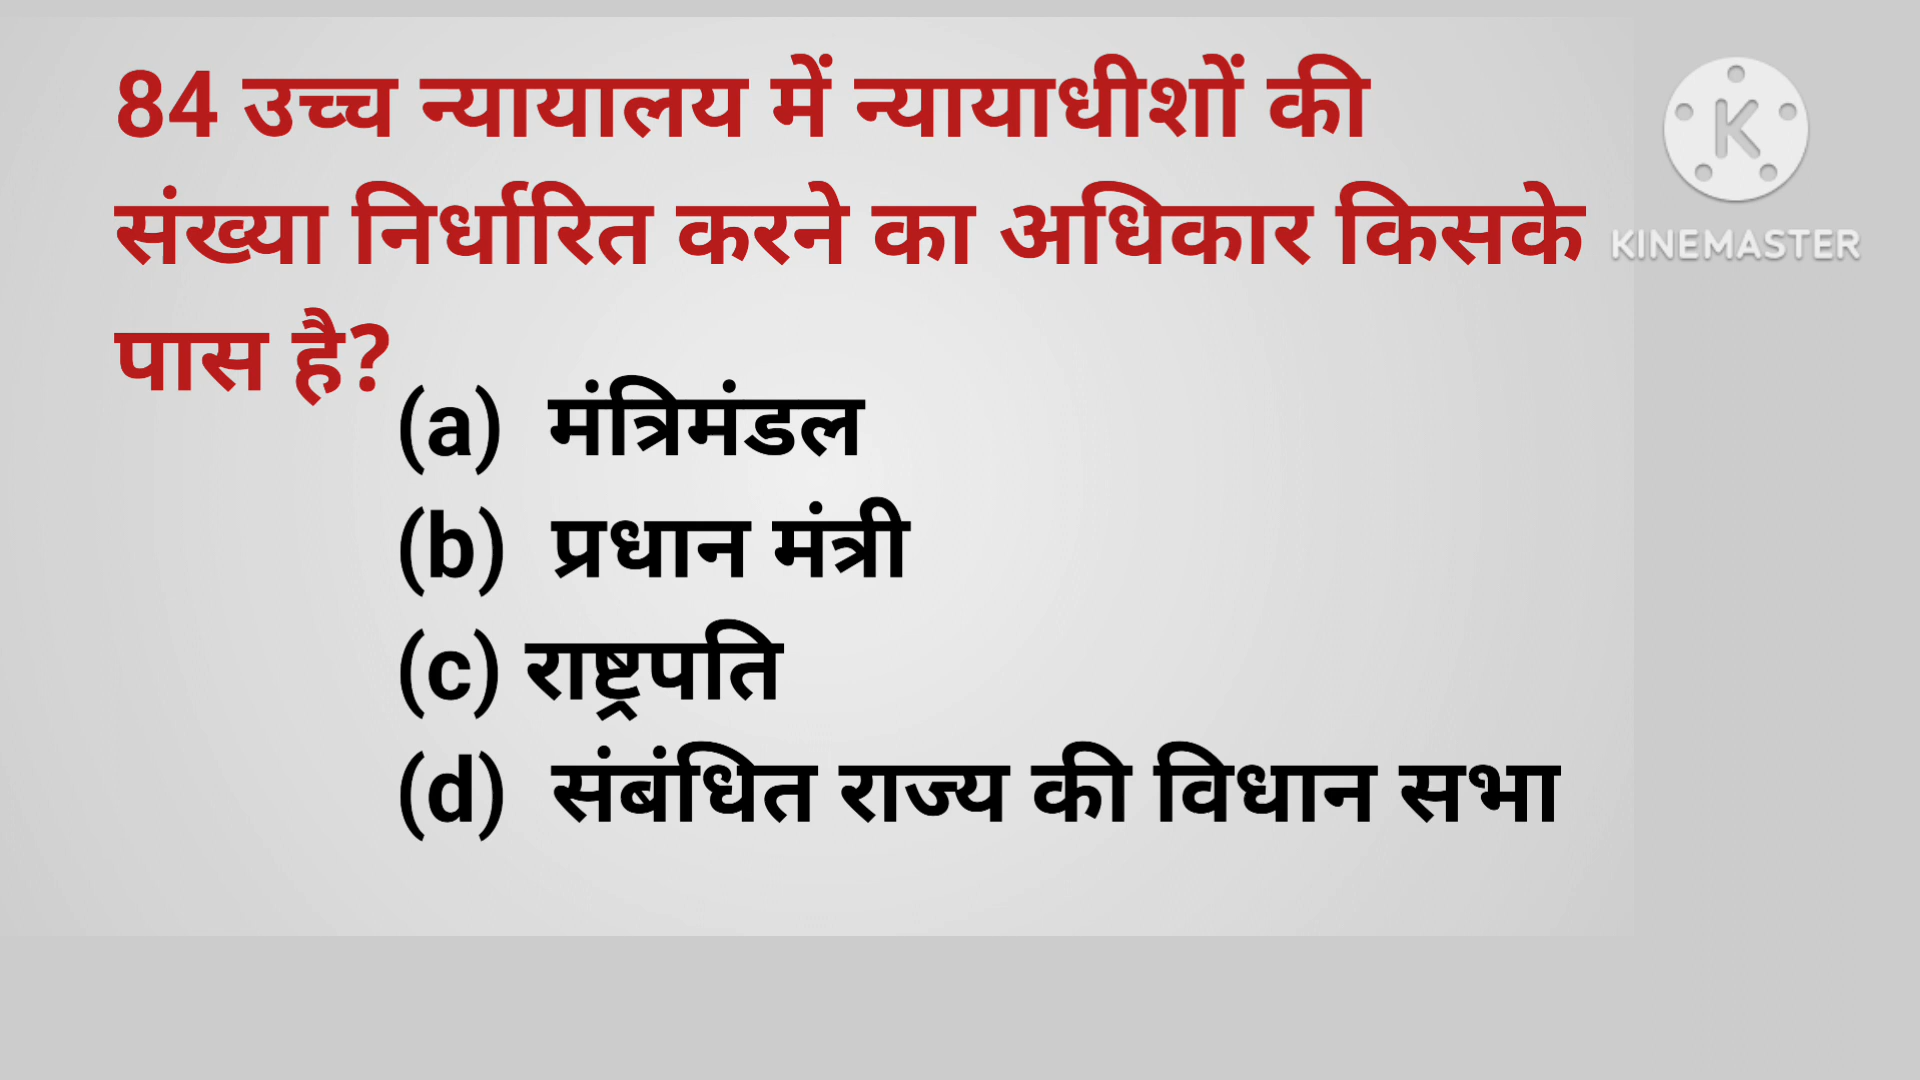 84 उच्च न्यायालय में न्यायाधीशों की
संख्या निर्धारित करने का अधिकार किसके
पास है?
(a) मंत्रिमंडल
(b) प्रधान मंत्री
(c) राष्ट्रपति
(d) संबंधित राज्य की विधान सभा
K
KINEMASTER